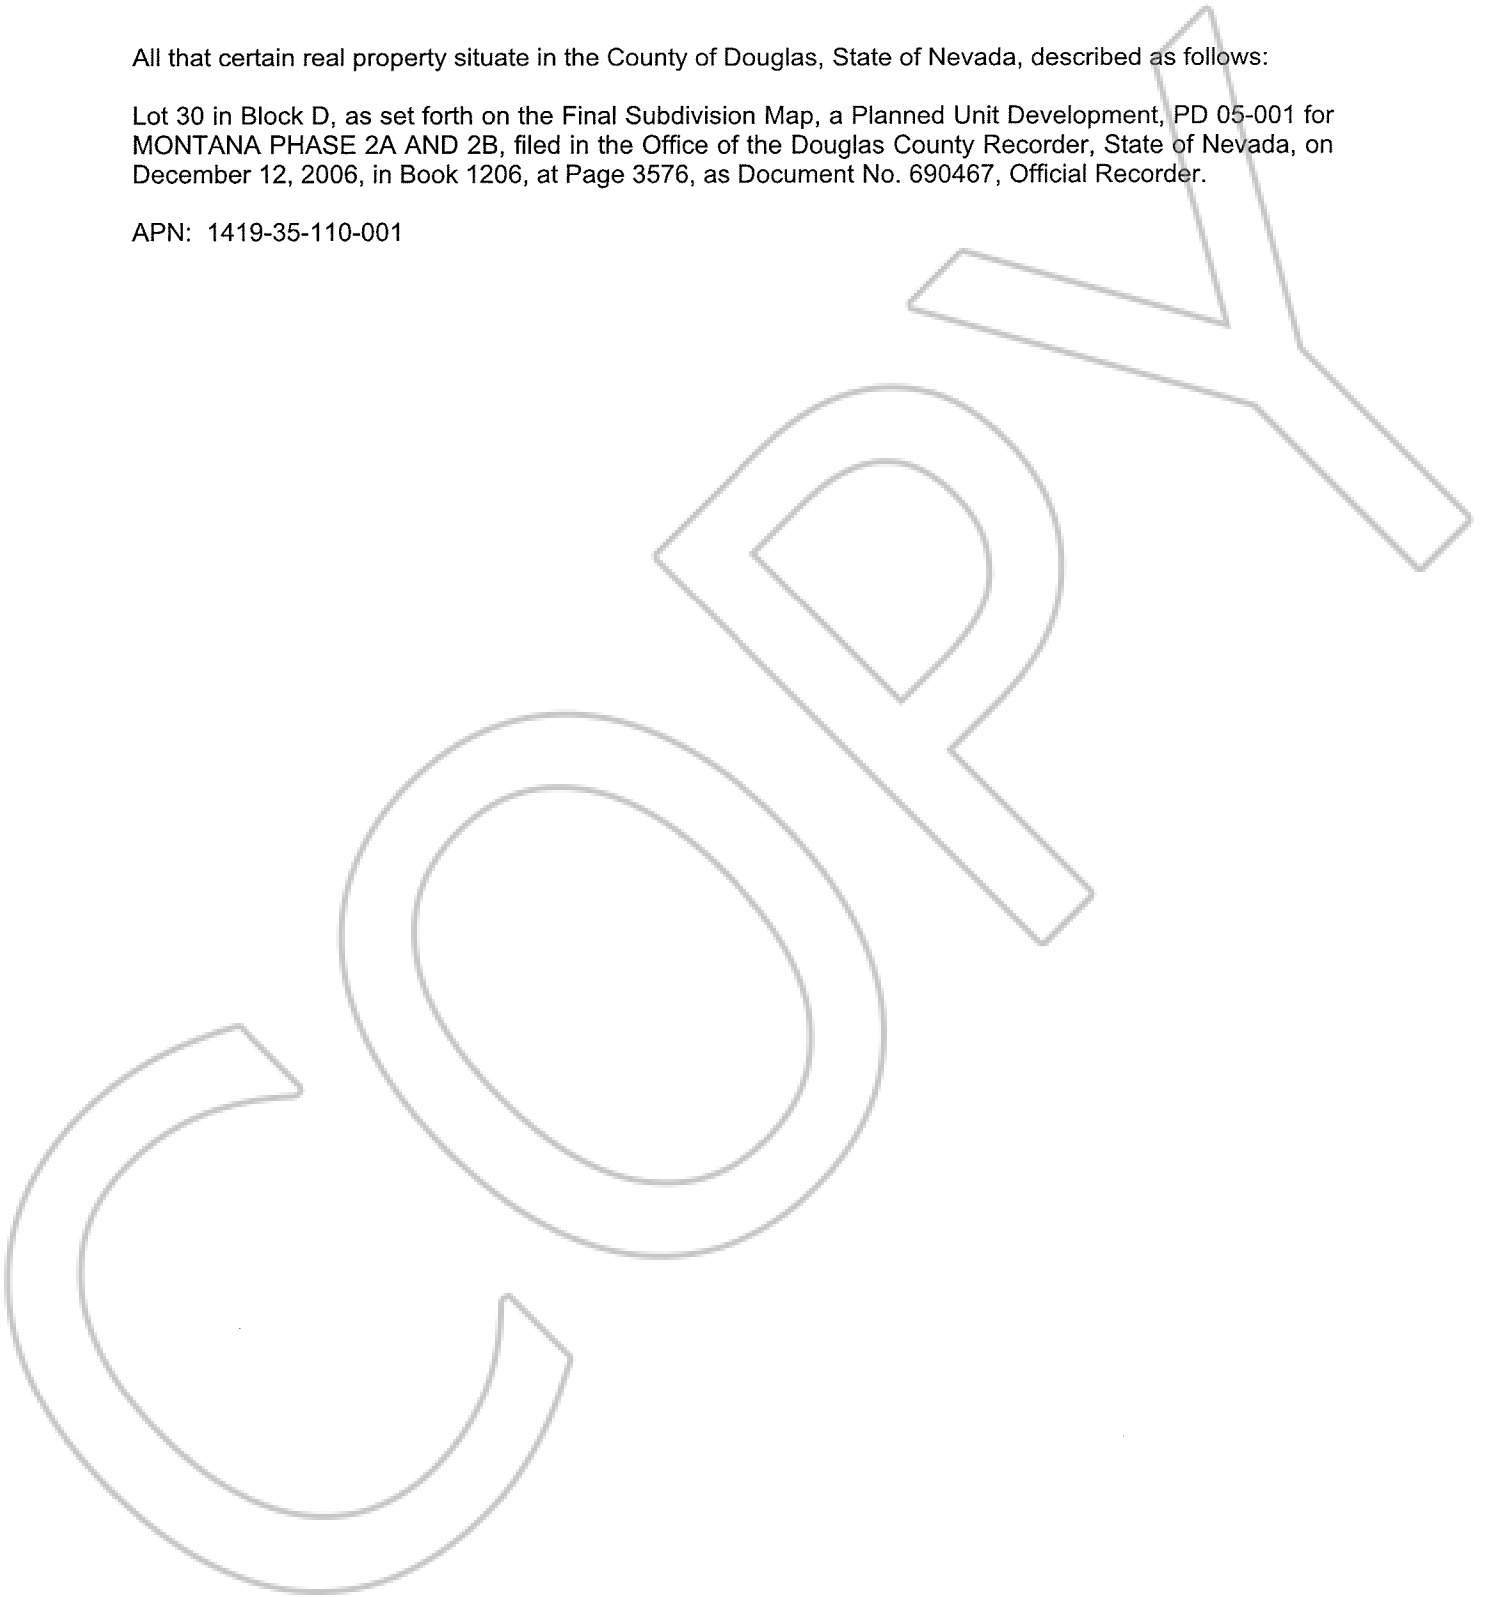 All that certain real property situate in the County of Douglas, State of Nevada, described as follows:
Lot 30 in Block D, as set forth on the Final Subdivision Map, a Planned Unit Development, PD 05-001 for
MONTANA PHASE 2A AND 2B, filed in the Office of the Douglas County Recorder, State of Nevada, on
December 12, 2006, in Book 1206, at Page 3576, as Document No. 690467, Official Recorder.
APN: 1419-35-110-001
COPY